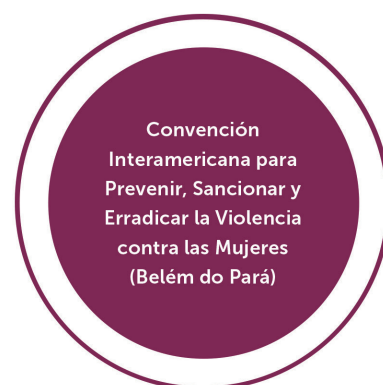 Convención
Interamericana para
Prevenir, Sancionar y
Erradicar la Violencia
contra las Mujeres
(Belém do Pará)